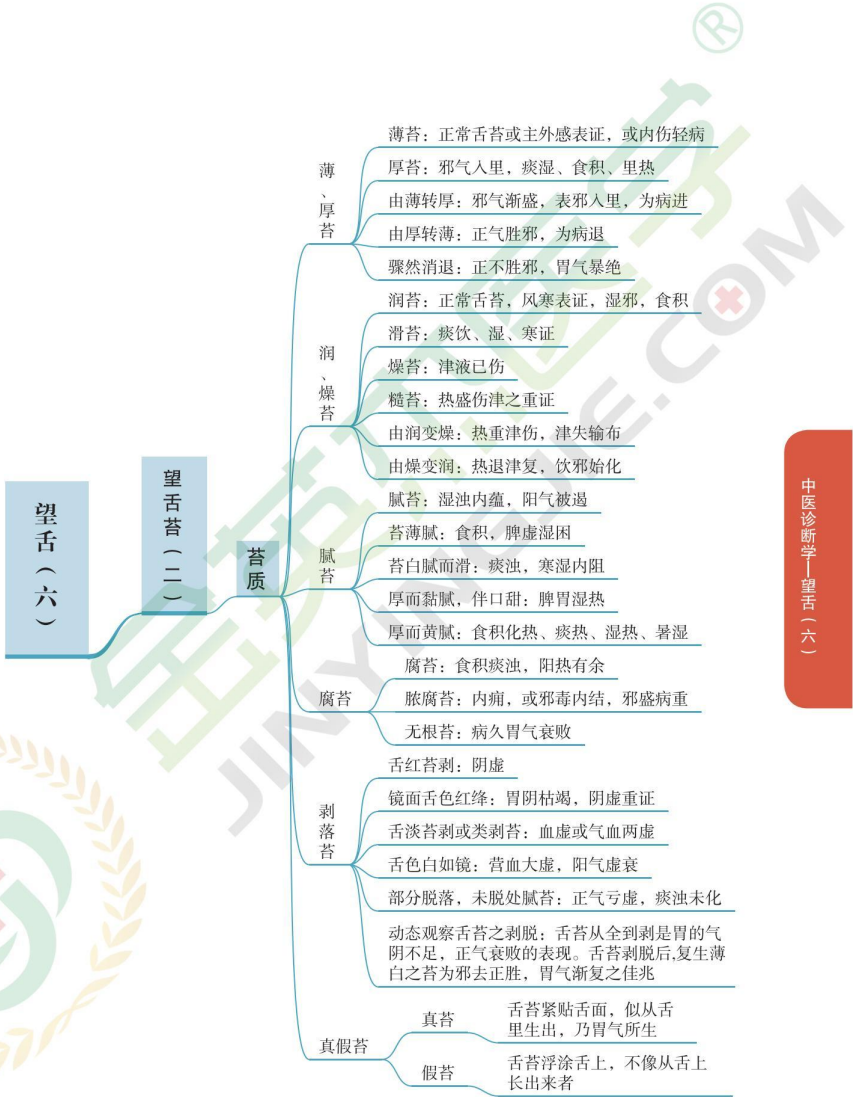 望舌（六）
望舌苔（二）
苔质
薄、厚苔
薄苔：正常舌苔或主外感表证，或内伤轻病
厚苔：邪气入里，痰湿、食积、里热
由薄转厚：邪气渐盛，表邪入里，为病进
由厚转薄：正气胜邪，为病退
骤然消退：正不胜邪，胃气暴绝
润、燥苔
润苔：正常舌苔，风寒表证，湿邪，食积
滑苔：痰饮、湿、寒证
燥苔：津液已伤
糙苔：热盛伤津之重证
由润变燥：热重津伤，津失输布
由燥变润：热退津复，饮邪始化
腻苔
腻苔：湿浊内蕴，阳气被遏
苔薄腻：食积，脾虚湿困
苔白腻而滑：痰浊，寒湿内阻
厚而黏腻，伴口甜：脾胃湿热
厚而黄腻：食积化热、痰热、湿热、暑湿
腐苔
腐苔：食积痰浊，阳热有余
脓腐苔：内痈，或邪毒内结，邪盛病重
无根苔：病久胃气衰败
剥落苔
舌红苔剥：阴虚
镜面舌色红绛：胃阴枯竭，阴虚重证
舌淡苔剥或类剥苔：血虚或气血两虚
舌色白如镜：营血大虚，阳气虚衰
部分脱落，未脱处腻苔：正气亏虚，痰浊未化
动态观察舌苔之剥脱：舌苔从全到剥是胃的气
阴不足，正气衰败的表现。舌苔剥脱后,复生薄
白之苔为邪去正胜，胃气渐复之佳兆
真假苔
真苔
舌苔紧贴舌面，似从舌
里生出，乃胃气所生
假苔
舌苔浮涂舌上，不像从舌上
长出来者
中医诊断学—望舌（六）
金英杰医学®
JINYINGJIE.COM